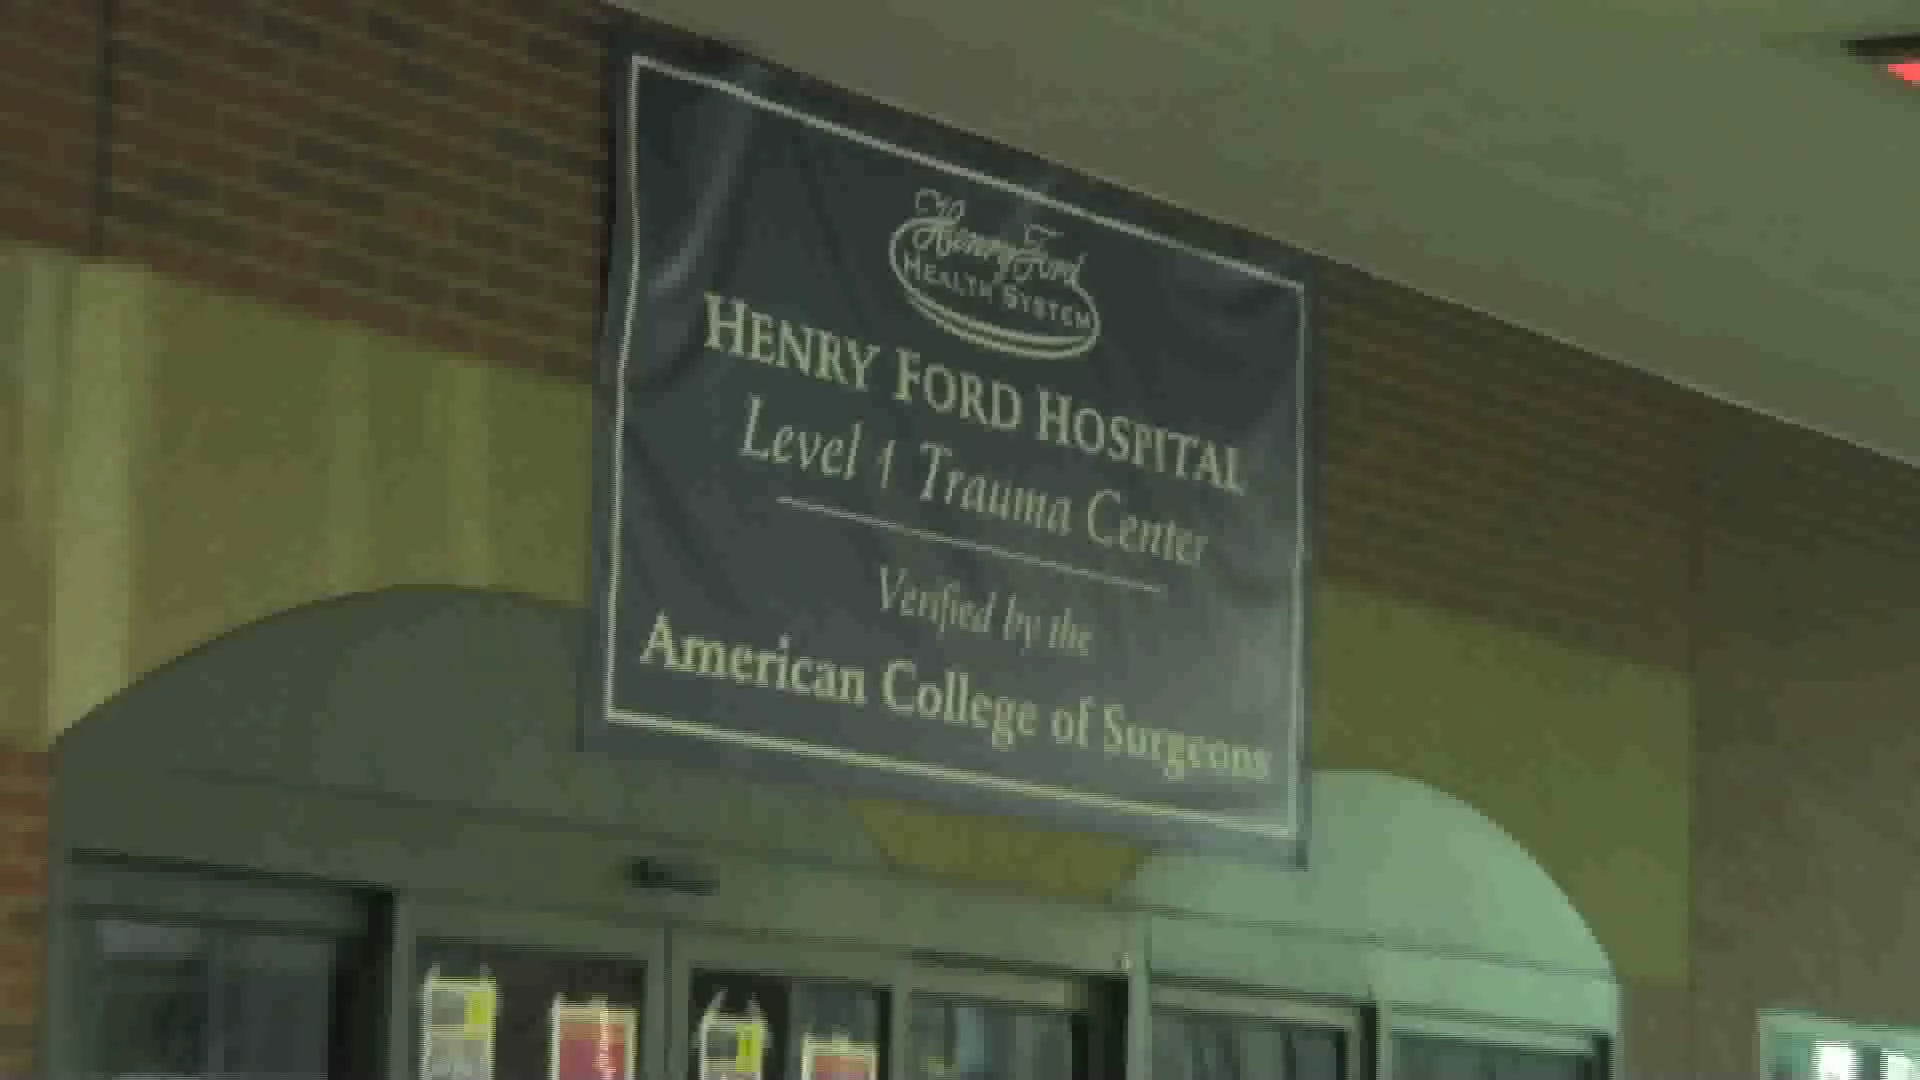 Henry Ford
HEALTH SYSTEM
HENRY FORD HOSPITAL
Level 1 Trauma Center
Verified by the
American College of Surgeons